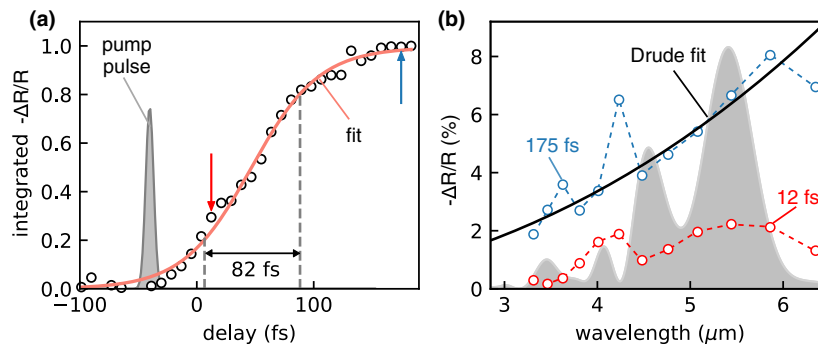 (a)
pump
pulse
fit
82 fs
integrated -ΔR/R
1.0
0.8
0.6
0.4
0.2
0.0
-100
0
100
delay (fs)
(b)
Drude fit
175 fs
12 fs
-ΔR/R (%)
8
6
4
2
0
3
4
5
6
wavelength (μm)